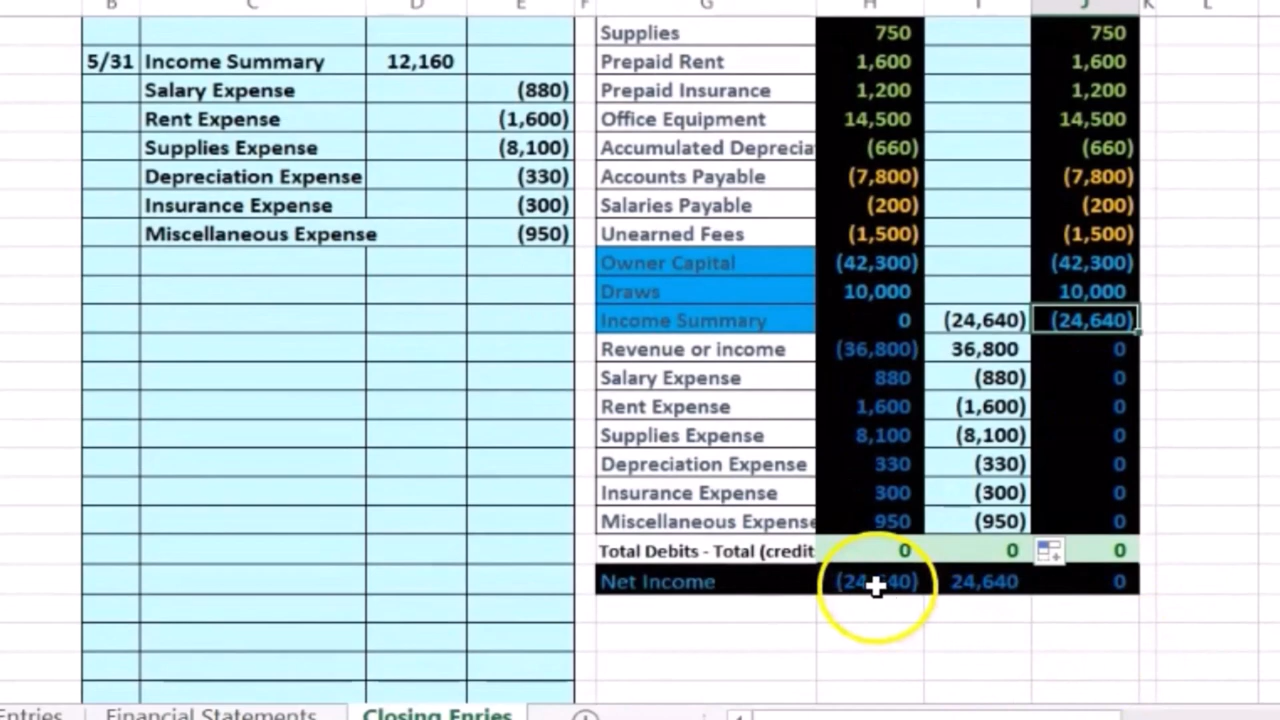 B C D E F G H I J K L
Supplies 750 750
5/31 Income Summary 12,160 Prepaid Rent 1,600 1,600
Salary Expense (880) Prepaid Insurance 1,200 1,200
Rent Expense (1,600) Office Equipment 14,500 14,500
Supplies Expense (8,100) Accumulated Deprecia (660) (660)
Depreciation Expense (330) Accounts Payable (7,800) (7,800)
Insurance Expense (300) Salaries Payable (200) (200)
Miscellaneous Expense (950) Unearned Fees (1,500) (1,500)
Owner Capital (42,300) (42,300)
Draws 10,000 10,000
Income Summary 0 (24,640) (24,640)
Revenue or income (36,800) 36,800 0
Salary Expense 880 (880) 0
Rent Expense 1,600 (1,600) 0
Supplies Expense 8,100 (8,100) 0
Depreciation Expense 330 (330) 0
Insurance Expense 300 (300) 0
Miscellaneous Expense 950 (950) 0
Total Debits - Total (credit 0 0 0
Net Income (24,640) 24,640 0
Entries Financial Statements Closing Enries